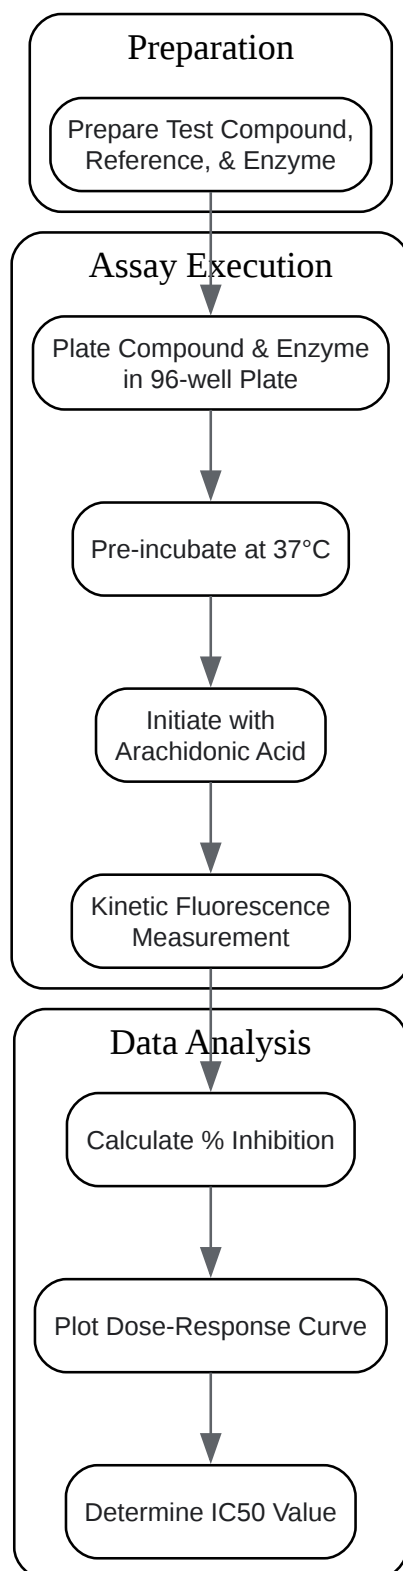 Preparation
Prepare Test Compound,
Reference, & Enzyme
Assay Execution
Plate Compound & Enzyme
in 96-well Plate
Pre-incubate at 37°C
Initiate with
Arachidonic Acid
Kinetic Fluorescence
Measurement
Data Analysis
Calculate % Inhibition
Plot Dose-Response Curve
Determine IC50 Value